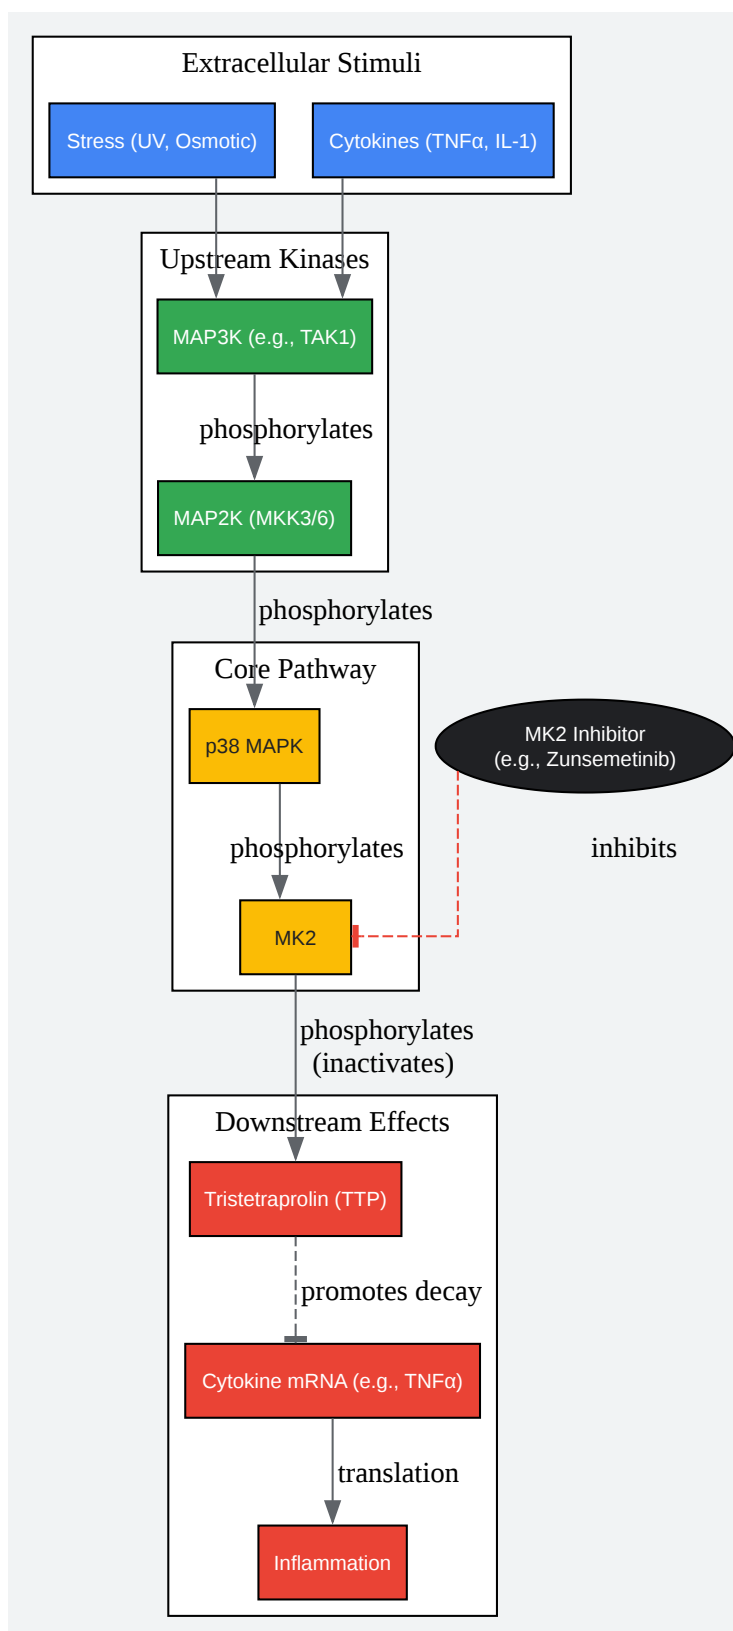 Extracellular Stimuli
Stress (UV, Osmotic)
Cytokines (TNFα, IL-1)
Upstream Kinases
MAP3K (e.g., TAK1)
phosphorylates
MAP2K (MKK3/6)
phosphorylates
Core Pathway
p38 MAPK
MK2 Inhibitor
(e.g., Zunsemetinib)
phosphorylates
inhibits
MK2
phosphorylates
(inactivates)
Downstream Effects
Tristetraprolin (TTP)
promotes decay
Cytokine mRNA (e.g., TNFα)
translation
Inflammation